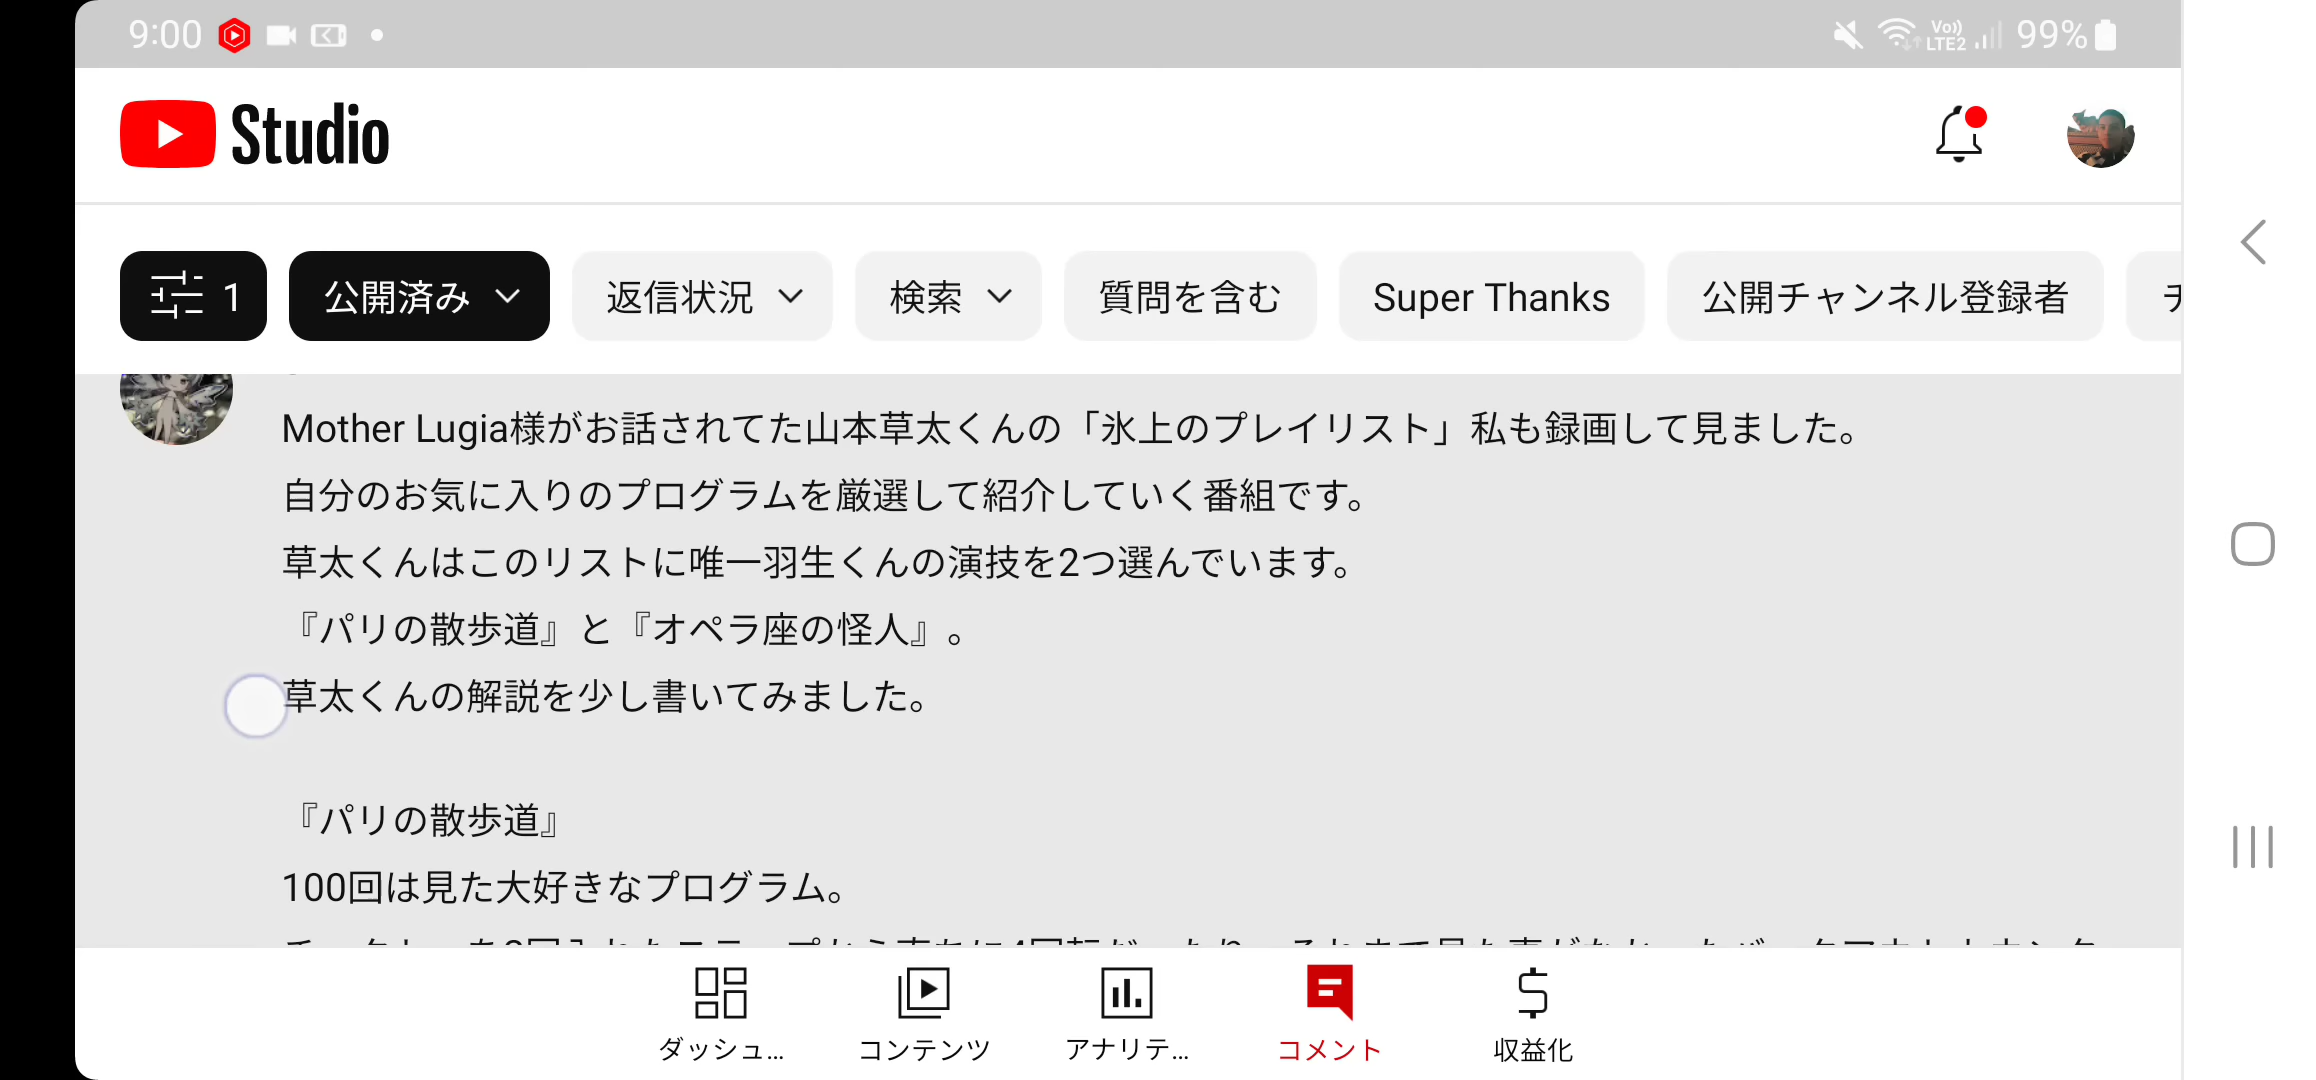 9:00
Vo))
LTE2
99%
Studio
1
公開済み
返信状況
検索
質問を含む
Super Thanks
公開チャンネル登録者
Mother Lugia様がお話されてた山本草太くんの「氷上のプレイリスト」私も録画して見ました。
自分のお気に入りのプログラムを厳選して紹介していく番組です。
草太くんはこのリストに唯一羽生くんの演技を2つ選んでいます。
『パリの散歩道』と『オペラ座の怪人』。
草太くんの解説を少し書いてみました。
『パリの散歩道』
100回は見た大好きなプログラム。
ダッシュ...
コンテンツ
アナリテ...
コメント
収益化